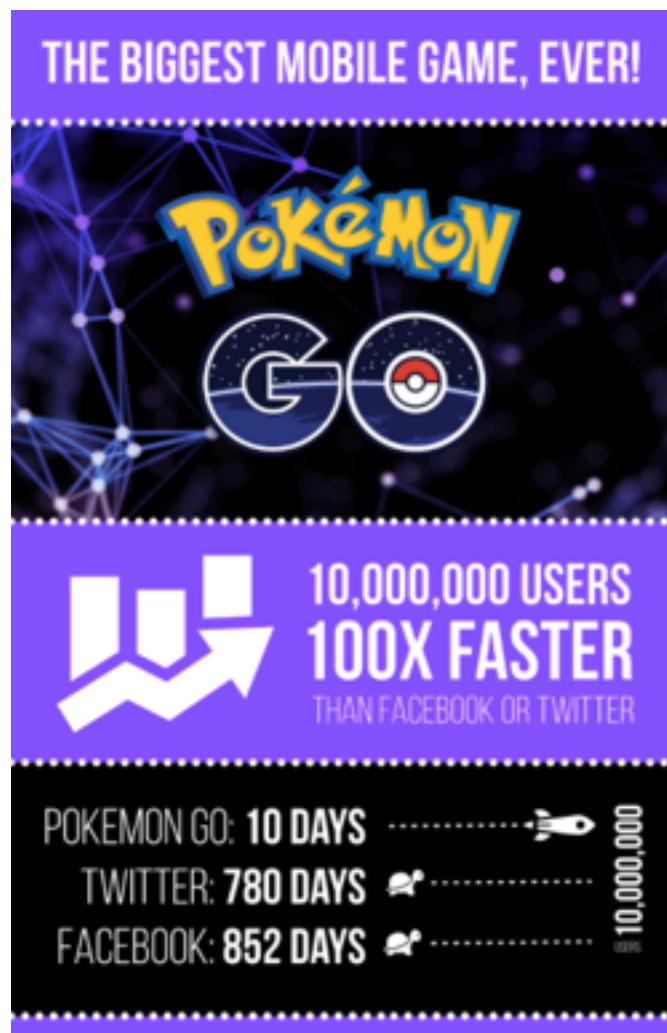 THE BIGGEST MOBILE GAME, EVER!
POKéMON
GO
10,000,000 USERS
100X FASTER
THAN FACEBOOK OR TWITTER
POKEMON GO: 10 DAYS
TWITTER: 780 DAYS
FACEBOOK: 852 DAYS
10,000,000
USERS